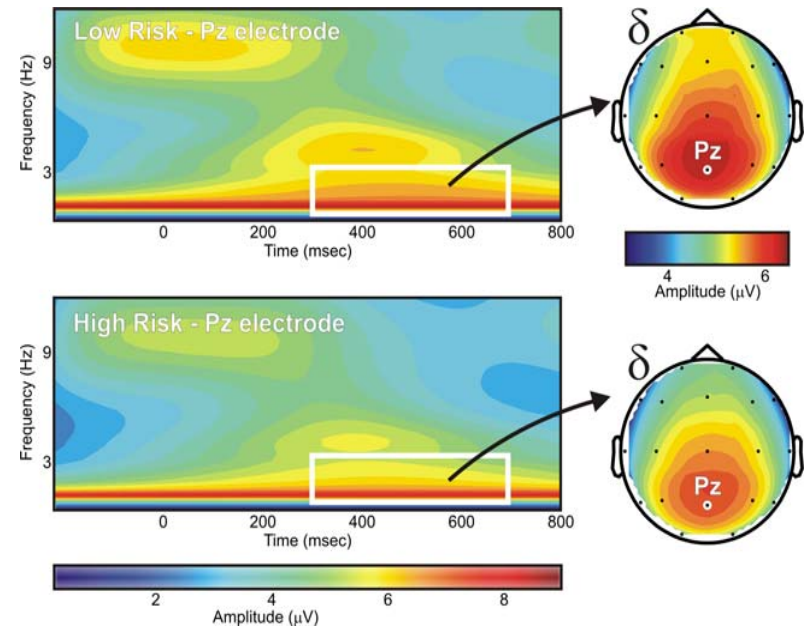 Low Risk - Pz electrode
Frequency (Hz)
9
3
0 200 400 600 800
Time (msec)
δ
Pz
4 6
Amplitude (μV)
High Risk - Pz electrode
Frequency (Hz)
9
3
0 200 400 600 800
Time (msec)
δ
Pz
2 4 6 8
Amplitude (μV)